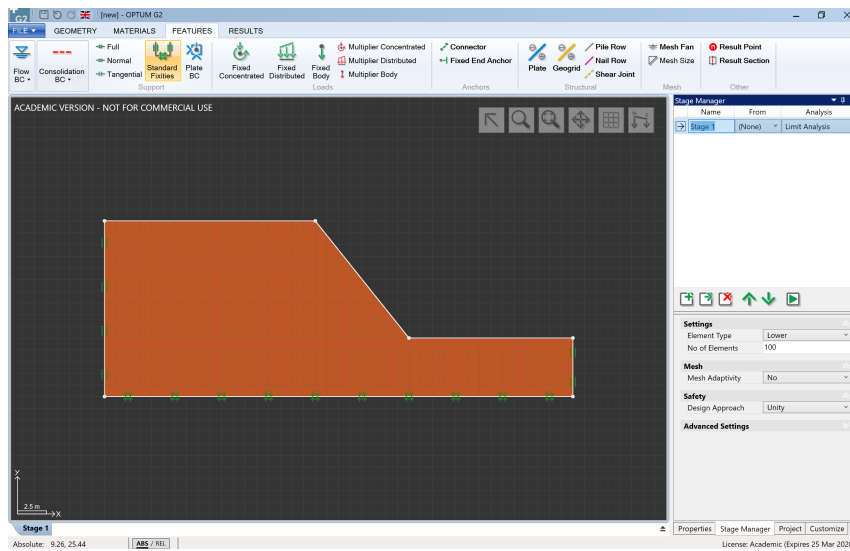 G2 [new] - OPTUM G2
FILE GEOMETRY MATERIALS FEATURES RESULTS
Flow BC
Consolidation BC
Full
Normal
Tangential
Standard Fixities
Plate BC
Support
Fixed Concentrated
Fixed Distributed
Fixed Body
Multiplier Concentrated
Multiplier Distributed
Multiplier Body
Loads
Connector
Fixed End Anchor
Anchors
Plate
Geogrid
Pile Row
Nail Row
Shear Joint
Structural
Mesh Fan
Mesh Size
Mesh
Result Point
Result Section
Other
ACADEMIC VERSION - NOT FOR COMMERCIAL USE
Stage Manager
Name From Analysis
Stage 1 (None) Limit Analysis
Settings
Element Type Lower
No of Elements 100
Mesh
Mesh Adaptivity No
Safety
Design Approach Unity
Advanced Settings
y
2.5 m
x
Stage 1
Properties Stage Manager Project Customize
Absolute: 9.26, 25.44 ABS / REL License: Academic (Expires 25 Mar 2020